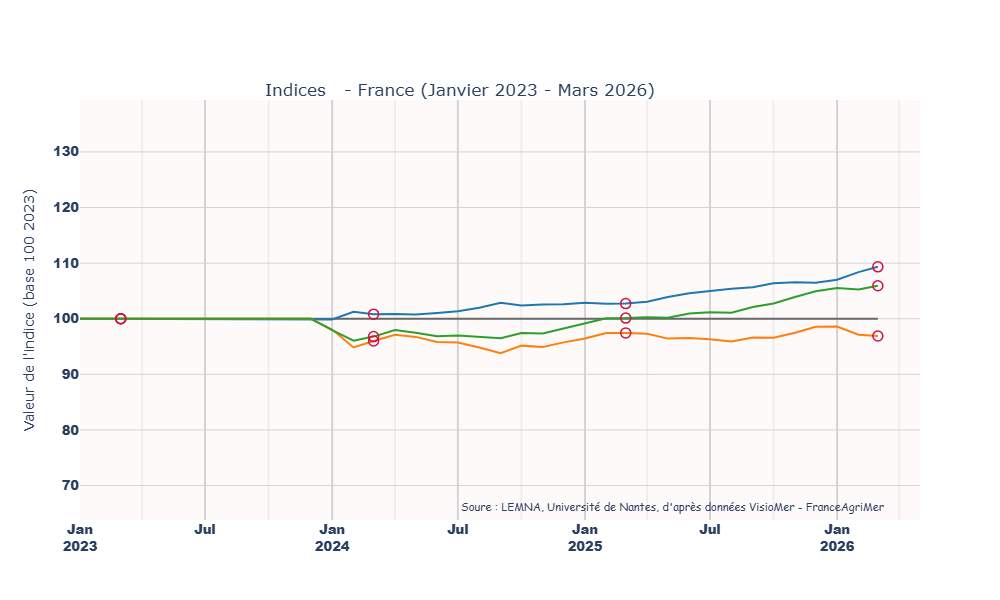 Indices - France (Janvier 2023 - Mars 2026)
Valeur de l'indice (base 100 2023)
130
120
110
100
90
80
70
Soure : LEMNA, Université de Nantes, d'après données VisioMer - FranceAgriMer
Jan Jul Jan Jul Jan Jul Jan
2023 2024 2025 2026